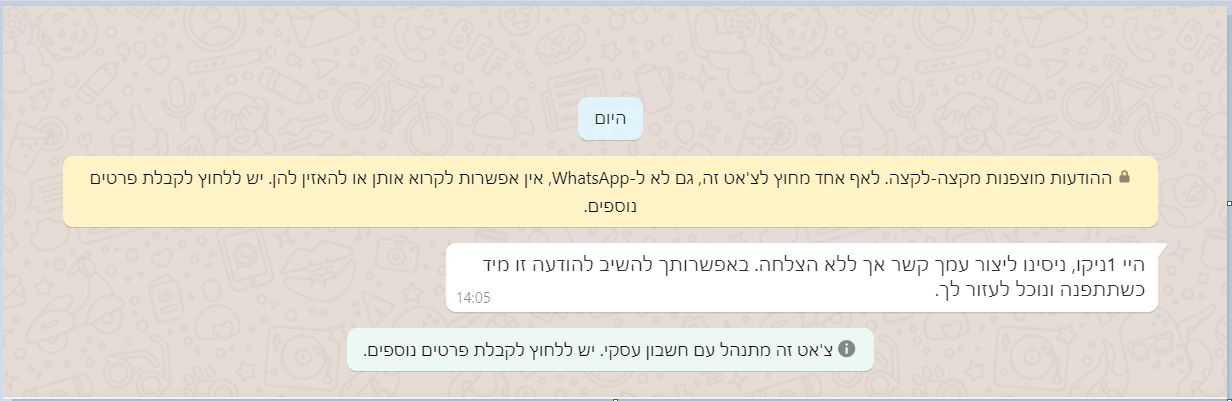 היום
ההודעות מוצפנות מקצה-לקצה. לאף אחד מחוץ לצ'אט זה, גם לא ל-WhatsApp, אין אפשרות לקרוא אותן או להאזין להן. יש ללחוץ לקבלת פרטים
נוספים.
היי 1ניקו, ניסינו ליצור עמך קשר אך ללא הצלחה. באפשרותך להשיב להודעה זו מיד
כשתתפנה ונוכל לעזור לך.
14:05
צ'אט זה מתנהל עם חשבון עסקי. יש ללחוץ לקבלת פרטים נוספים.